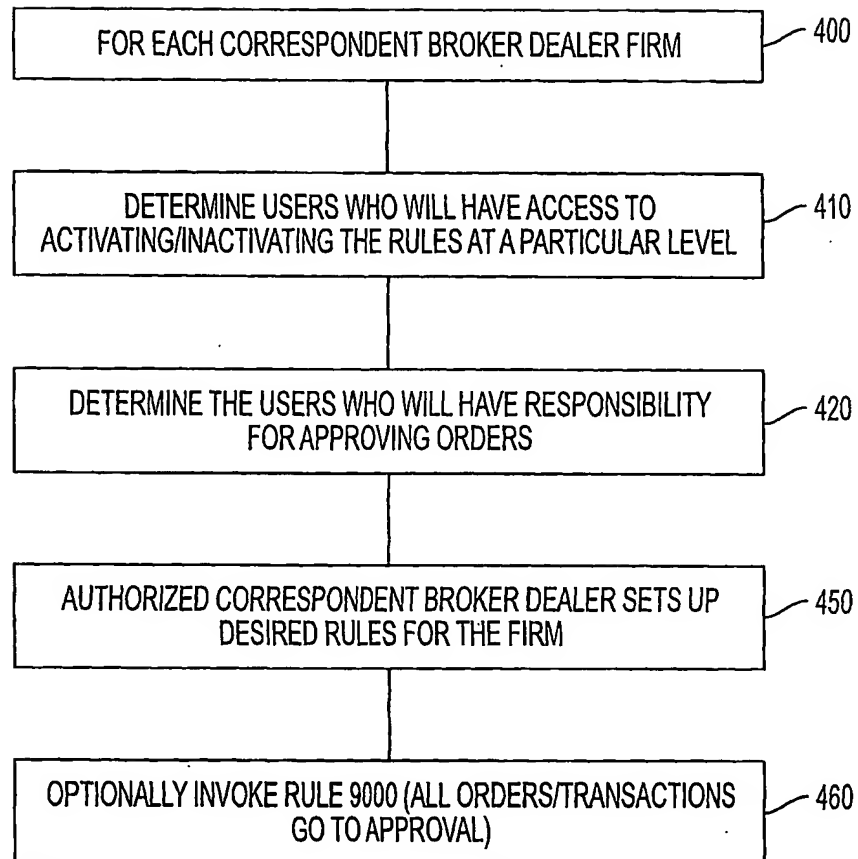 FOR EACH CORRESPONDENT BROKER DEALER FIRM
400
DETERMINE USERS WHO WILL HAVE ACCESS TO
ACTIVATING/INACTIVATING THE RULES AT A PARTICULAR LEVEL
410
DETERMINE THE USERS WHO WILL HAVE RESPONSIBILITY
FOR APPROVING ORDERS
420
AUTHORIZED CORRESPONDENT BROKER DEALER SETS UP
DESIRED RULES FOR THE FIRM
450
OPTIONALLY INVOKE RULE 9000 (ALL ORDERS/TRANSACTIONS
GO TO APPROVAL)
460